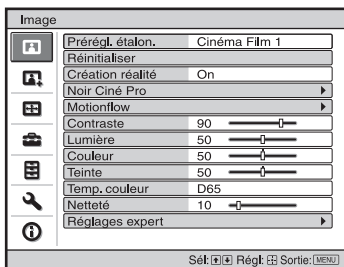 Image
Prérégl. étalon. Cinéma Film 1
Réinitialiser
Création réalité On
Noir Ciné Pro
Motionflow
Contraste 90
Lumière 50
Couleur 50
Teinte 50
Temp. couleur D65
Netteté 10
Réglages expert
Sél: Régl: Sortie: MENU